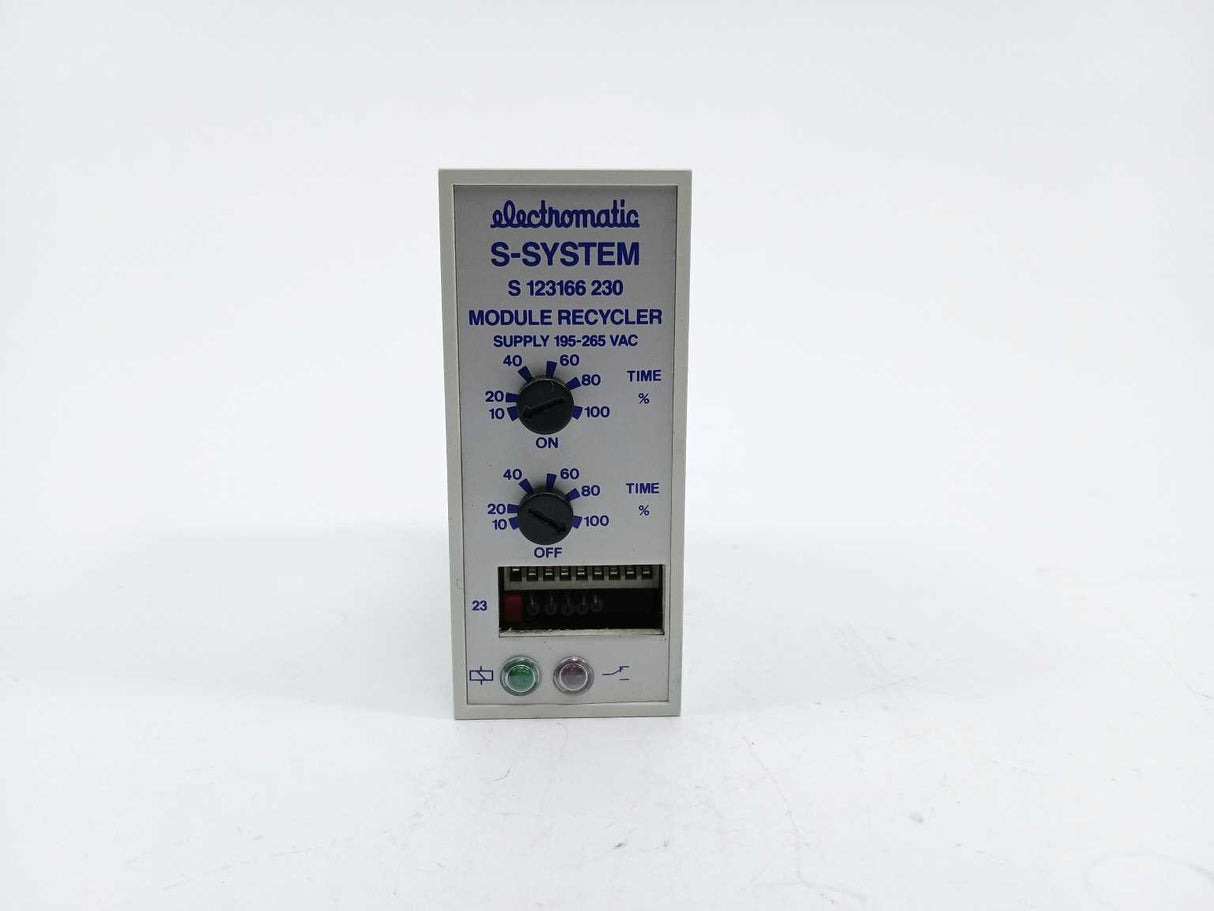 electromatic
S-SYSTEM
S 123166 230
MODULE RECYCLER
SUPPLY 195-265 VAC
40 60
80 TIME
20 %
10 100
ON
40 60
80 TIME
20 %
10 100
OFF
23